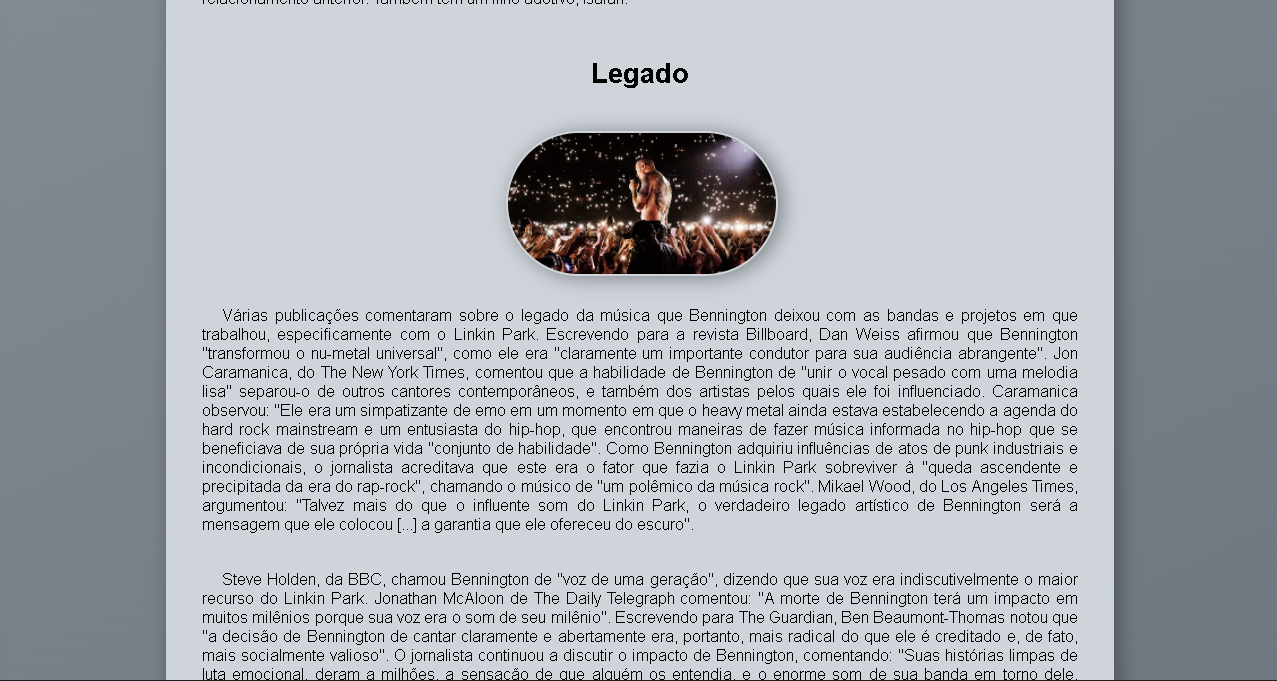 relacionamento anterior. Também tem um filho adotivo, Isaiah.
Legado
Várias publicações comentaram sobre o legado da música que Bennington deixou com as bandas e projetos em que
trabalhou, especificamente com o Linkin Park. Escrevendo para a revista Billboard, Dan Weiss afirmou que Bennington
"transformou o nu-metal universal", como ele era "claramente um importante condutor para sua audiência abrangente". Jon
Caramanica, do The New York Times, comentou que a habilidade de Bennington de "unir o vocal pesado com uma melodia
lisa" separou-o de outros cantores contemporâneos, e também dos artistas pelos quais ele foi influenciado. Caramanica
observou: "Ele era um simpatizante de emo em um momento em que o heavy metal ainda estava estabelecendo a agenda do
hard rock mainstream e um entusiasta do hip-hop, que encontrou maneiras de fazer música informada no hip-hop que se
beneficiava de sua própria vida "conjunto de habilidade". Como Bennington adquiriu influências de atos de punk industriais e
incondicionais, o jornalista acreditava que este era o fator que fazia o Linkin Park sobreviver à "queda ascendente e
precipitada da era do rap-rock", chamando o músico de "um polêmico da música rock". Mikael Wood, do Los Angeles Times,
argumentou: "Talvez mais do que o influente som do Linkin Park, o verdadeiro legado artístico de Bennington será a
mensagem que ele colocou [...] a garantia que ele ofereceu do escuro".
Steve Holden, da BBC, chamou Bennington de "voz de uma geração", dizendo que sua voz era indiscutivelmente o maior
recurso do Linkin Park. Jonathan McAloon de The Daily Telegraph comentou: "A morte de Bennington terá um impacto em
muitos milênios porque sua voz era o som de seu milênio". Escrevendo para The Guardian, Ben Beaumont-Thomas notou que
"a decisão de Bennington de cantar claramente e abertamente era, portanto, mais radical do que ele é creditado e, de fato,
mais socialmente valioso". O jornalista continuou a discutir o impacto de Bennington, comentando: "Suas histórias limpas de
luta emocional, deram a milhões, a sensação de que alguém os entendia, e o enorme som de sua banda em torno dele,